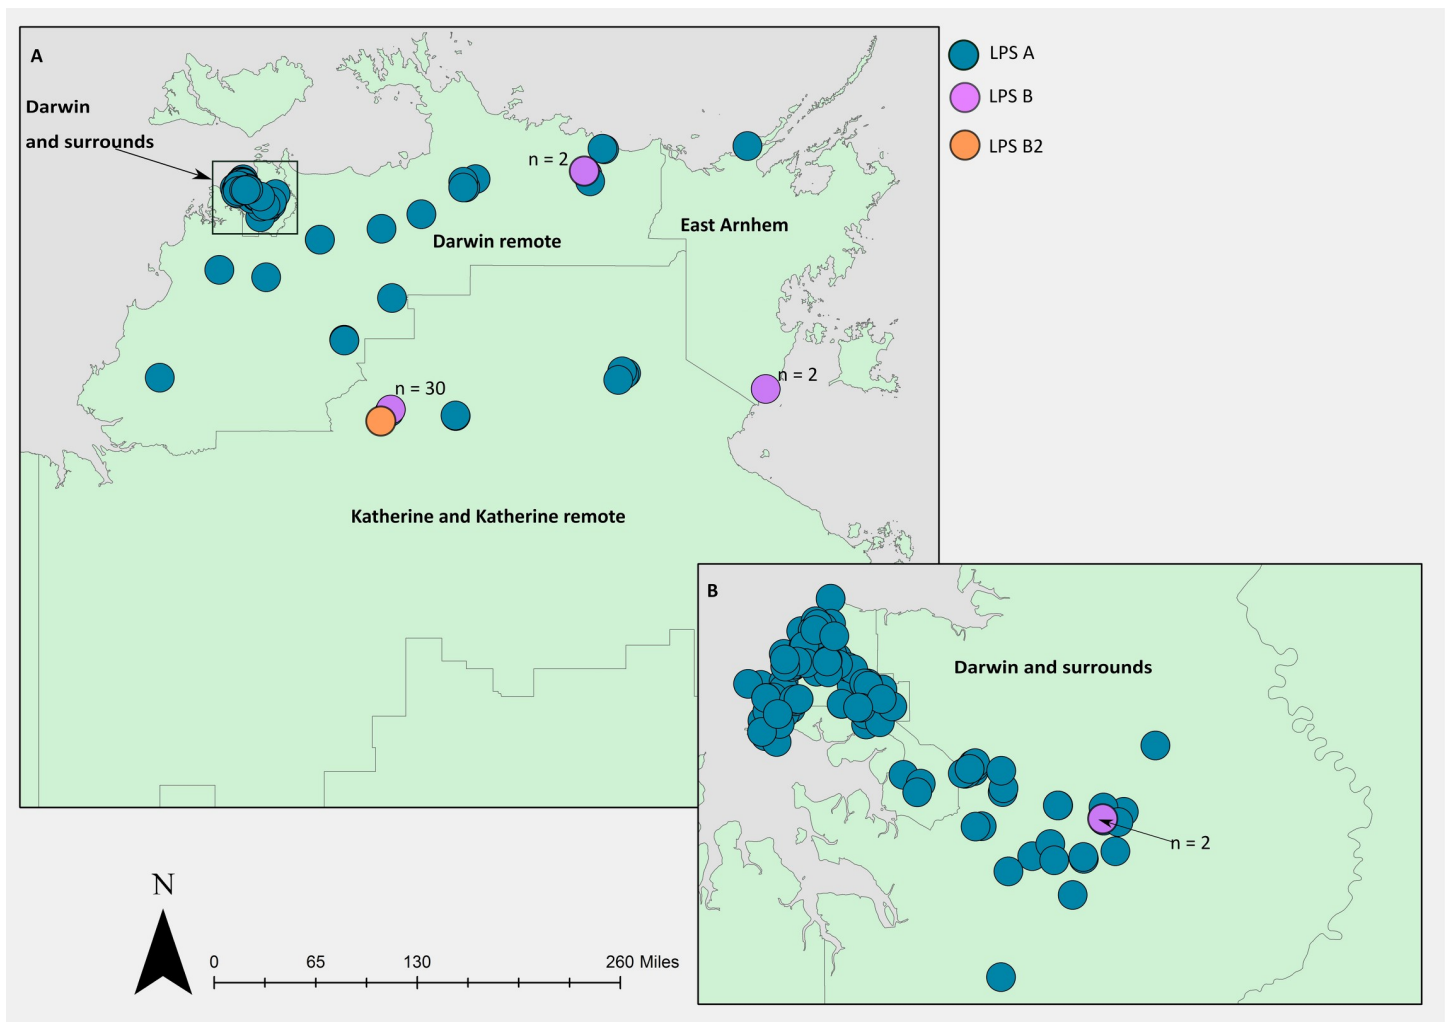 A
Darwin
and surrounds
n = 2
East Arnhem
Darwin remote
n = 2
n = 30
Katherine and Katherine remote
LPS A
LPS B
LPS B2
B
Darwin and surrounds
n = 2
N
0 65 130 260 Miles